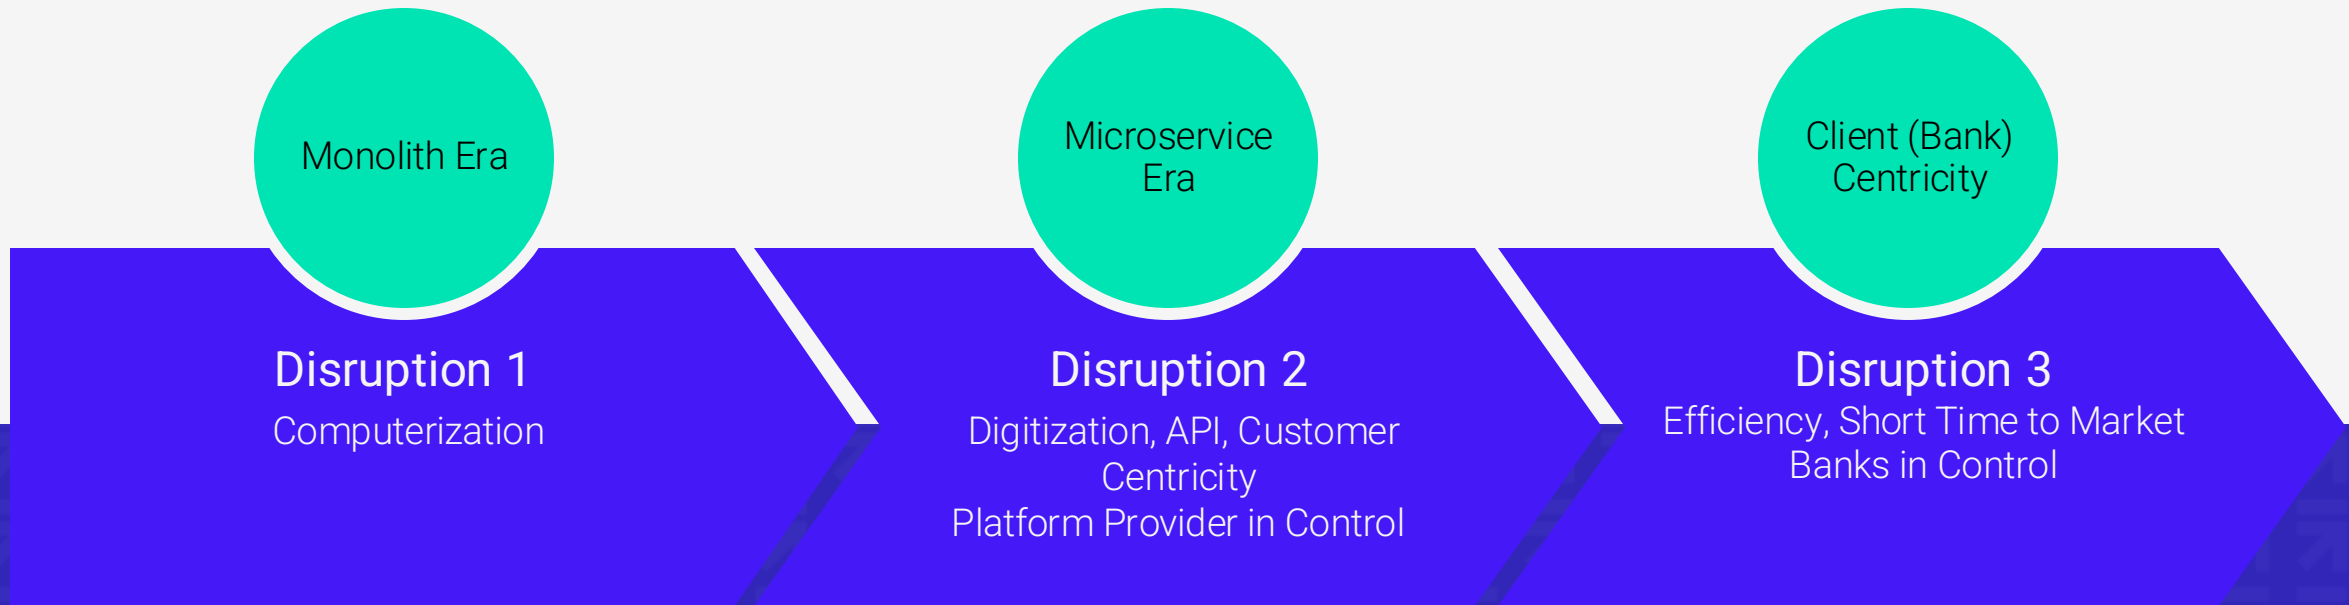 Monolith Era
Disruption 1
Computerization
Microservice
Era
Disruption 2
Digitization, API, Customer
Centricity
Platform Provider in Control
Client (Bank)
Centricity
Disruption 3
Efficiency, Short Time to Market
Banks in Control